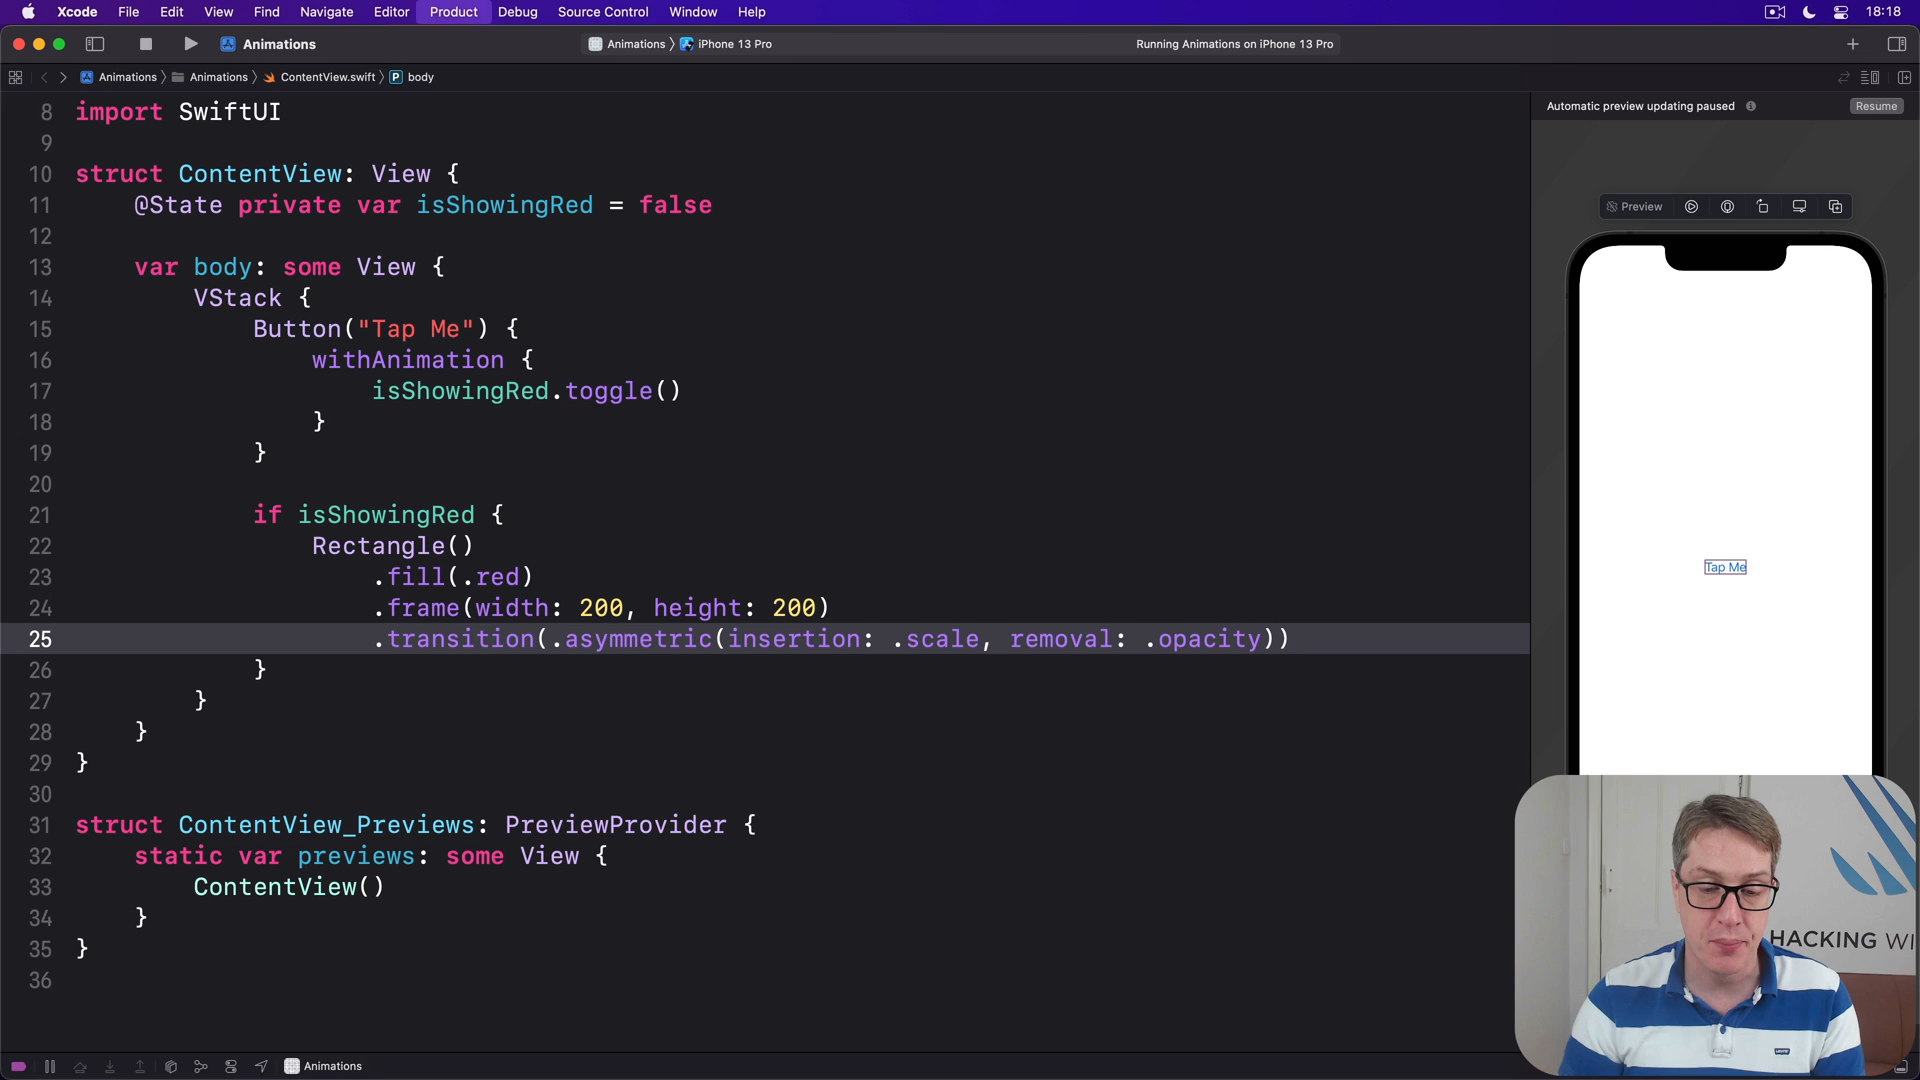 Xcode File Edit View Find Navigate Editor Product Debug Source Control Window Help 18:18
Animations Animations iPhone 13 Pro Running Animations on iPhone 13 Pro
Animations Animations ContentView.swift P body
Automatic preview updating paused Resume
Preview
Tap Me
8 import SwiftUI
9
10 struct ContentView: View {
11 @State private var isShowingRed = false
12
13 var body: some View {
14 VStack {
15 Button("Tap Me") {
16 withAnimation {
17 isShowingRed.toggle()
18 }
19 }
20
21 if isShowingRed {
22 Rectangle()
23 .fill(.red)
24 .frame(width: 200, height: 200)
25 .transition(.asymmetric(insertion: .scale, removal: .opacity))
26 }
27 }
28 }
29 }
30
31 struct ContentView_Previews: PreviewProvider {
32 static var previews: some View {
33 ContentView()
34 }
35 }
36
HACKING WI
Animations